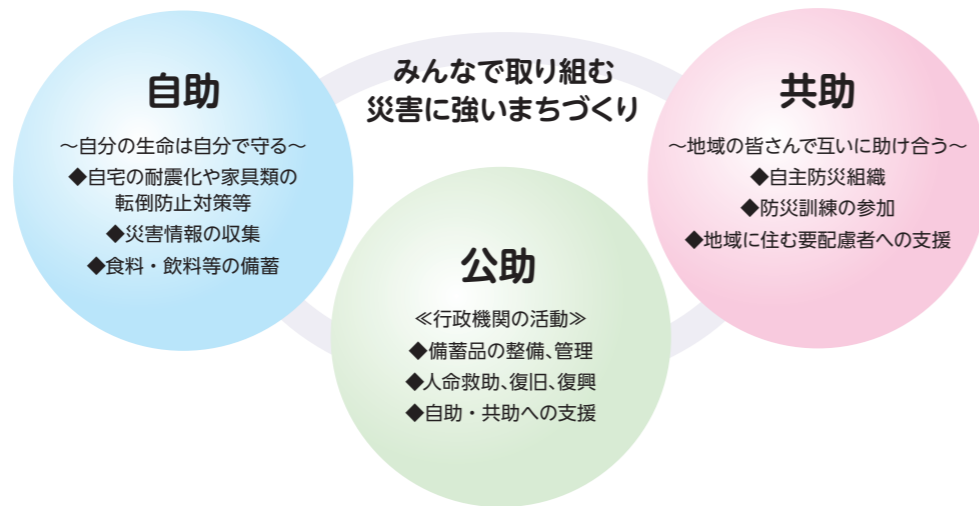 みんなで取り組む
災害に強いまちづくり
自助
～自分の生命は自分で守る～
◆自宅の耐震化や家具類の
転倒防止対策等
◆災害情報の収集
◆食料・飲料等の備蓄
共助
～地域の皆さんで互いに助け合う～
◆自主防災組織
◆防災訓練の参加
◆地域に住む要配慮者への支援
公助
≪行政機関の活動≫
◆備蓄品の整備、管理
◆人命救助、復旧、復興
◆自助・共助への支援